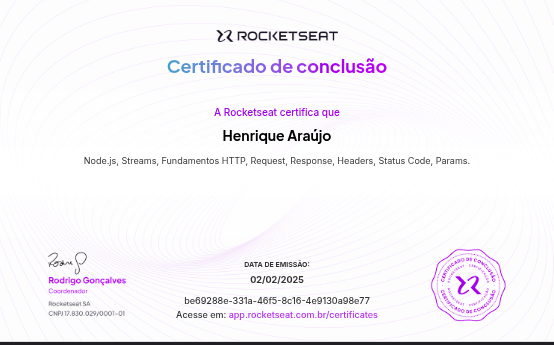 ROCKETSEAT
Certificado de conclusão
A Rocketseat certifica que
Henrique Araújo
Node.js, Streams, Fundamentos HTTP, Request, Response, Headers, Status Code, Params.
Rodrigo Gonçalves
Coordenador
Rocketseat SA
CNPJ 17.830.029/0001-01
DATA DE EMISSÃO:
02/02/2025
be69288e-331a-46f5-8c16-4e9130a98e77
Acesse em: app.rocketseat.com.br/certificates
CERTIFICADO DE CONCLUSÃO
CERTIFICADO DE CONCLUSÃO